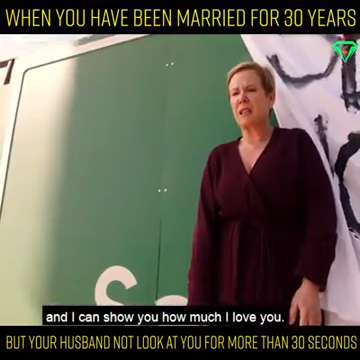 WHEN YOU HAVE BEEN MARRIED FOR 30 YEARS
and I can show you how much I love you.
BUT YOUR HUSBAND NOT LOOK AT YOU FOR MORE THAN 30 SECONDS